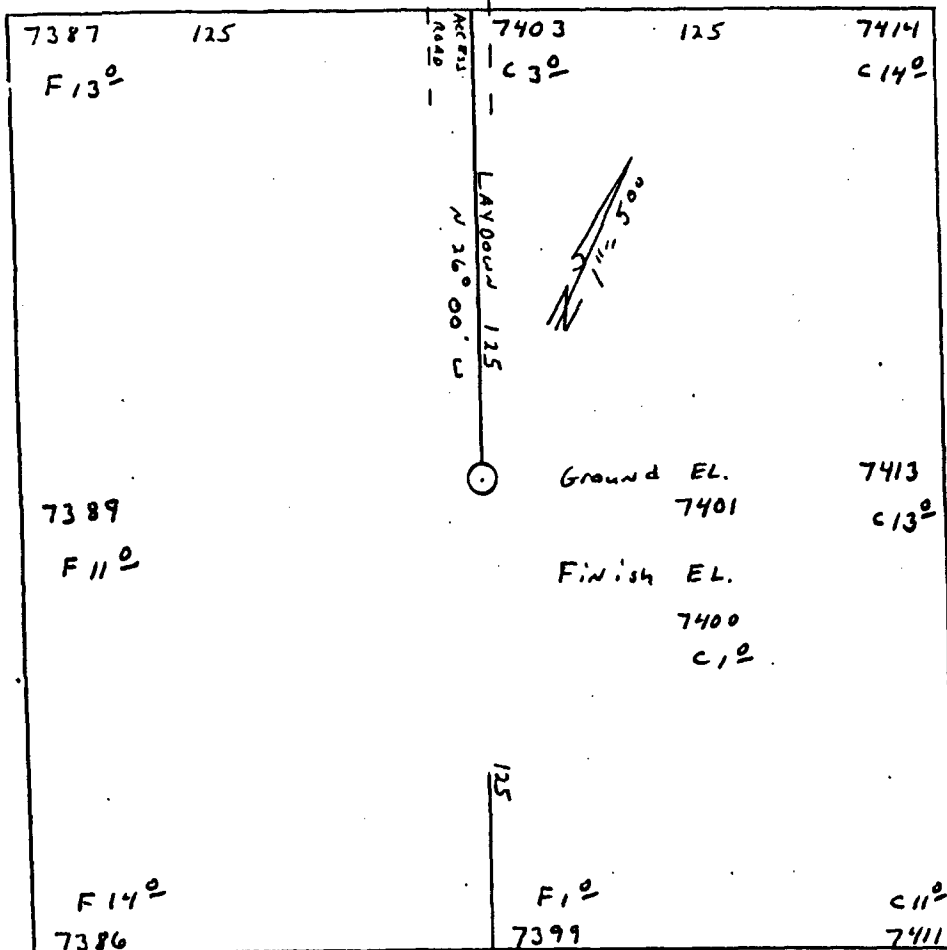 7387 125 7403 125 7414
ACCESS ROAD
F 13⁰ C 3⁰ C 14⁰
LAYDOWN 125
N 26° 00' W
N
1" = 50'
Ground EL. 7413
7389 7401 C 13⁰
F 11⁰ Finish EL.
7400
C 1⁰
125
F 14⁰ F 1⁰ C 11⁰
7386 7399 7411